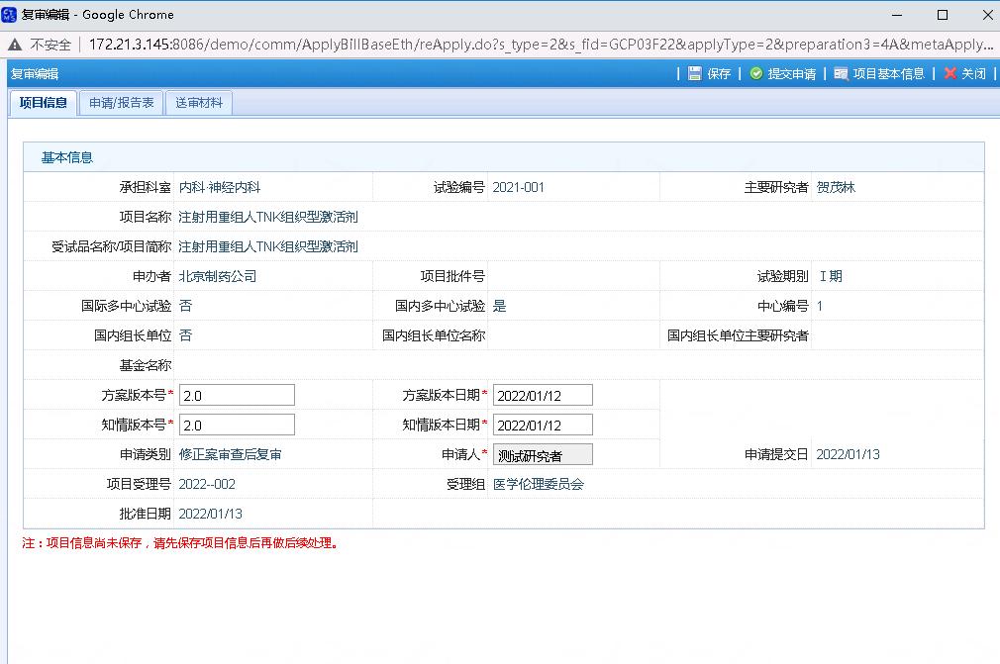 复审编辑 - Google Chrome
不安全 172.21.3.145:8086/demo/comm/ApplyBillBaseEth/reApply.do?s_type=2&s_fid=GCP03F22&applyType=2&preparation3=4A&metaApply...
复审编辑 | 保存 | 提交申请 | 项目基本信息 | 关闭 |
项目信息 申请/报告表 送审材料
基本信息
承担科室 内科·神经内科 试验编号 2021-001 主要研究者 贺茂林
项目名称 注射用重组人TNK组织型激活剂
受试品名称/项目简称 注射用重组人TNK组织型激活剂
申办者 北京制药公司 项目批件号 试验期别 Ⅰ期
国际多中心试验 否 国内多中心试验 是 中心编号 1
国内组长单位 否 国内组长单位名称 国内组长单位主要研究者
基金名称
方案版本号* 2.0 方案版本日期* 2022/01/12
知情版本号* 2.0 知情版本日期* 2022/01/12
申请类别 修正案审查后复审 申请人* 测试研究者 申请提交日 2022/01/13
项目受理号 2022--002 受理组 医学伦理委员会
批准日期 2022/01/13
注：项目信息尚未保存，请先保存项目信息后再做后续处理。